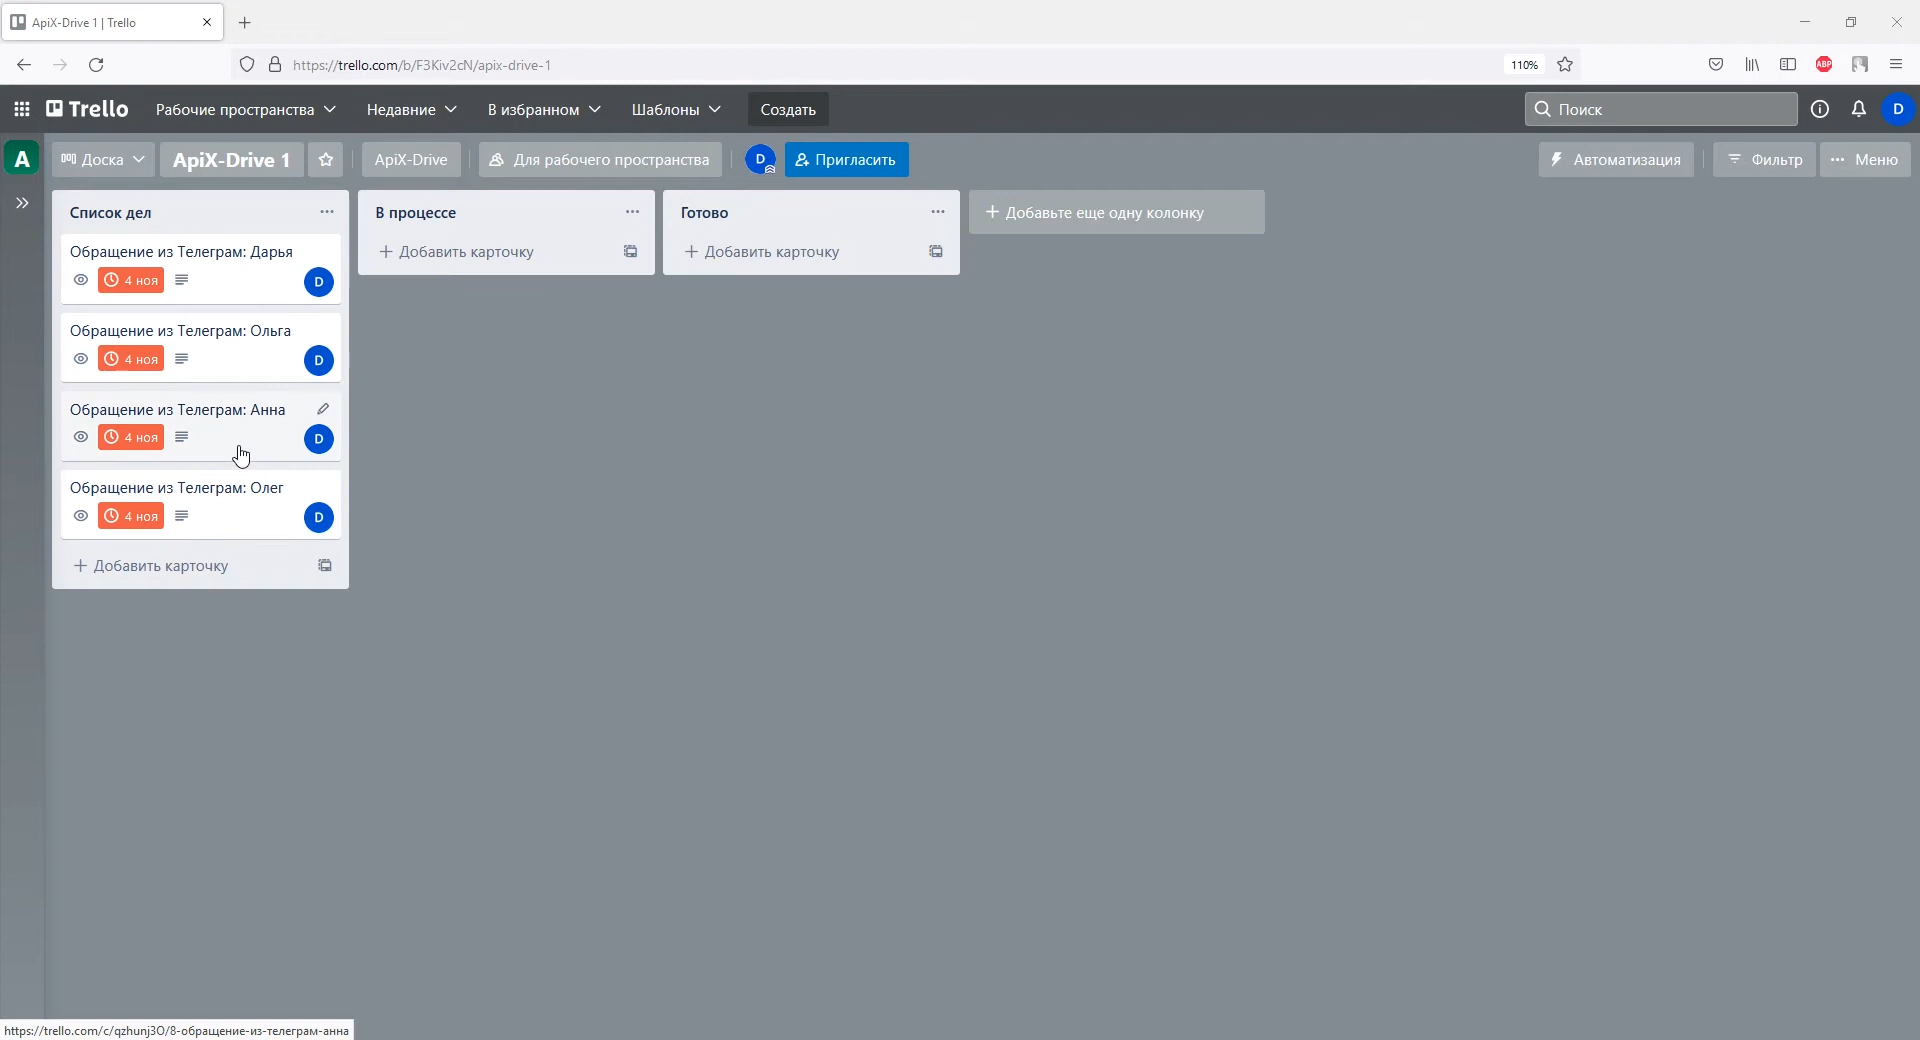 ApiX-Drive 1 | Trello
https://trello.com/b/F3Kiv2cN/apix-drive-1
110%
ABP
Trello
Рабочие пространства
Недавние
В избранном
Шаблоны
Создать
Поиск
D
A
Доска
ApiX-Drive 1
ApiX-Drive
Для рабочего пространства
D
Пригласить
Автоматизация
Фильтр
Меню
Список дел
Обращение из Телеграм: Дарья
4 ноя
D
Обращение из Телеграм: Ольга
4 ноя
D
Обращение из Телеграм: Анна
4 ноя
D
Обращение из Телеграм: Олег
4 ноя
D
Добавить карточку
В процессе
Добавить карточку
Готово
Добавить карточку
Добавьте еще одну колонку
https://trello.com/c/qzhunj3O/8-обращение-из-телеграм-анна